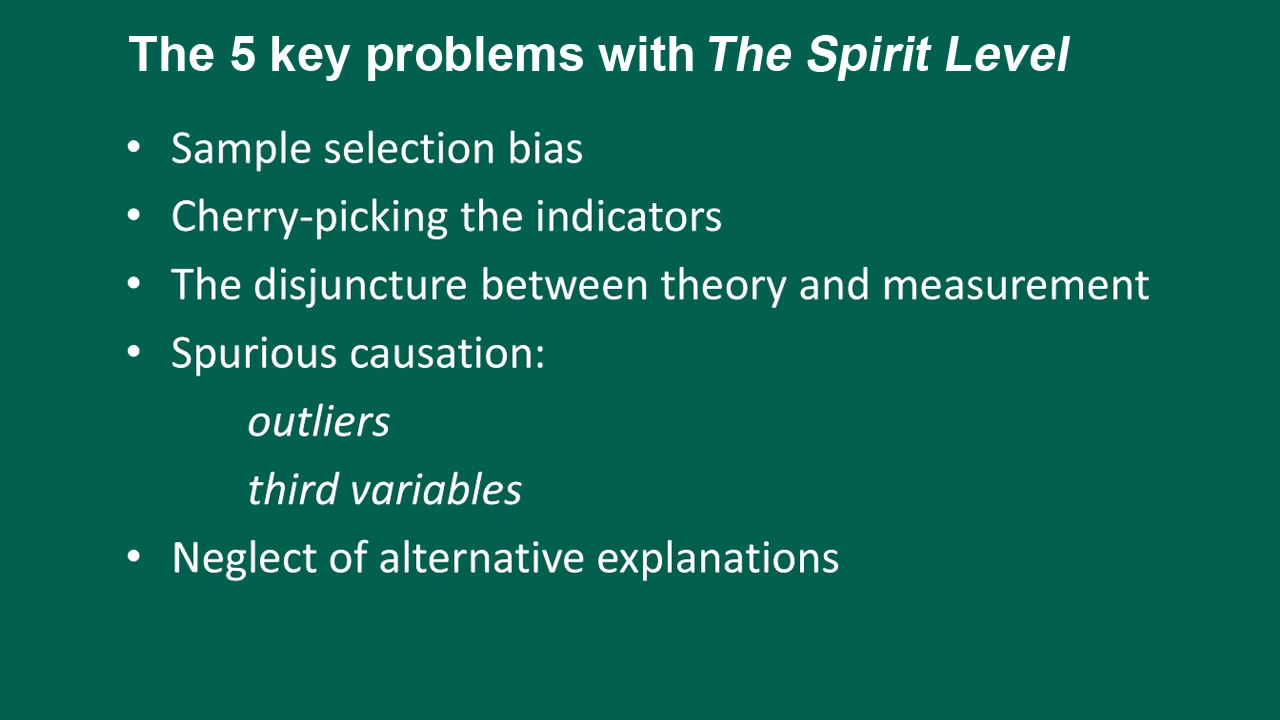 The 5 key problems with The Spirit Level
• Sample selection bias
• Cherry-picking the indicators
• The disjuncture between theory and measurement
• Spurious causation:
outliers
third variables
• Neglect of alternative explanations